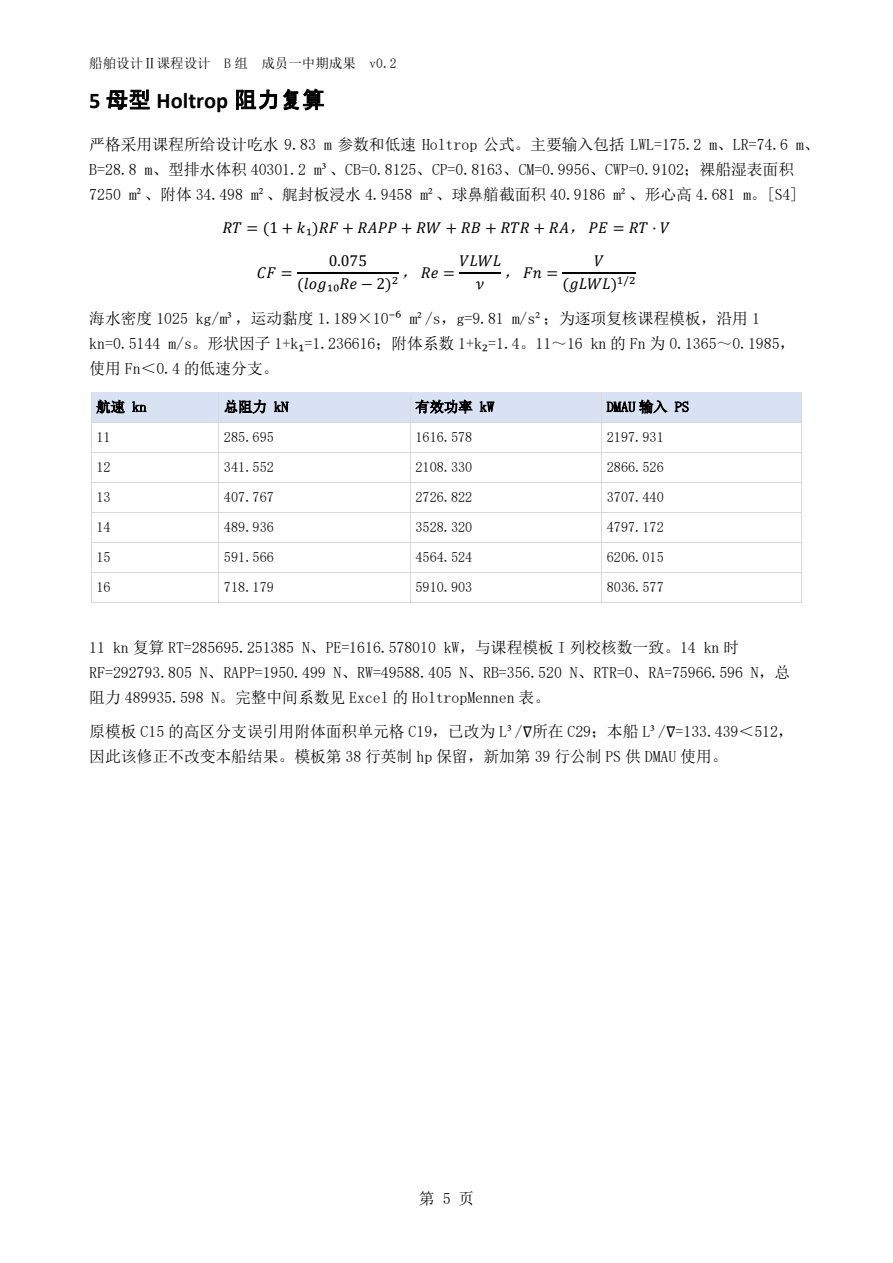 船舶设计Ⅱ课程设计 B 组 成员一中期成果 v0.2
5 母型 Holtrop 阻力复算
严格采用课程所给设计吃水 9.83 m 参数和低速 Holtrop 公式。主要输入包括 LWL=175.2 m、LR=74.6 m、
B=28.8 m、型排水体积 40301.2 m³、CB=0.8125、CP=0.8163、CM=0.9956、CWP=0.9102；裸船湿表面积
7250 m²、附体 34.498 m²、艉封板浸水 4.9458 m²、球鼻艏截面积 40.9186 m²、形心高 4.681 m。[S4]
RT = (1 + k₁)RF + RAPP + RW + RB + RTR + RA， PE = RT · V
CF = 0.075/(log₁₀Re − 2)²， Re = VLWL/ν， Fn = V/(gLWL)^1/2
海水密度 1025 kg/m³，运动黏度 1.189×10⁻⁶ m²/s，g=9.81 m/s²；为逐项复核课程模板，沿用 1
kn=0.5144 m/s。形状因子 1+k₁=1.236616；附体系数 1+k₂=1.4。11～16 kn 的 Fn 为 0.1365～0.1985，
使用 Fn＜0.4 的低速分支。
航速 kn 总阻力 kN 有效功率 kW DMAU 输入 PS
11 285.695 1616.578 2197.931
12 341.552 2108.330 2866.526
13 407.767 2726.822 3707.440
14 489.936 3528.320 4797.172
15 591.566 4564.524 6206.015
16 718.179 5910.903 8036.577
11 kn 复算 RT=285695.251385 N、PE=1616.578010 kW，与课程模板 I 列校核数一致。14 kn 时
RF=292793.805 N、RAPP=1950.499 N、RW=49588.405 N、RB=356.520 N、RTR=0、RA=75966.596 N，总
阻力 489935.598 N。完整中间系数见 Excel 的 HoltropMennen 表。
原模板 C15 的高区分支误引用附体面积单元格 C19，已改为 L³/∇所在 C29；本船 L³/∇=133.439＜512，
因此该修正不改变本船结果。模板第 38 行英制 hp 保留，新加第 39 行公制 PS 供 DMAU 使用。
第 5 页